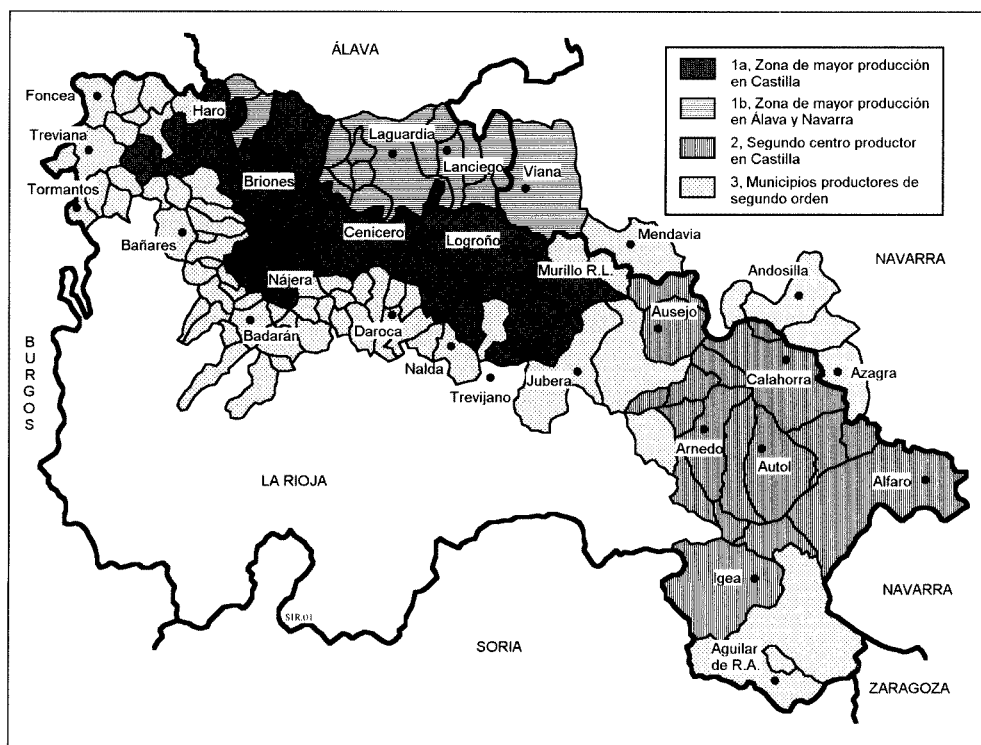 ÁLAVA
1a, Zona de mayor producción
en Castilla
1b, Zona de mayor producción
en Álava y Navarra
2, Segundo centro productor
en Castilla
3, Municipios productores de
segundo orden
Foncea
Haro
Treviana
Laguardia
Lanciego
Viana
Tormantos
Briones
Bañares
Cenicero
Logroño
Mendavia
NAVARRA
Murillo R.L.
Andosilla
Nájera
Ausejo
Badarán
Daroca
BURGOS
Nalda
Trevijano
Jubera
Calahorra
Azagra
Arnedo
Autol
LA RIOJA
Alfaro
Igea
NAVARRA
SIR.01
SORIA
Aguilar
de R.A.
ZARAGOZA